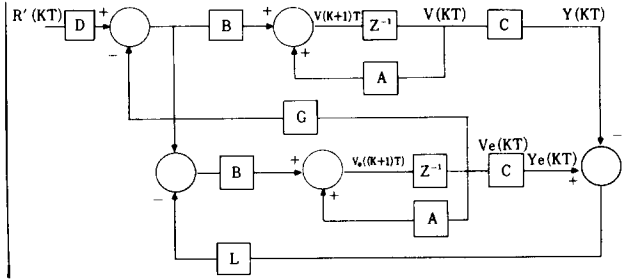 R′(KT) D + − B + + V(K+1)T Z⁻¹ V(KT) C Y(KT)
A
G
−
− B + + Ve((K+1)T) Z⁻¹ Ve(KT) C Ye(KT) +
A
L